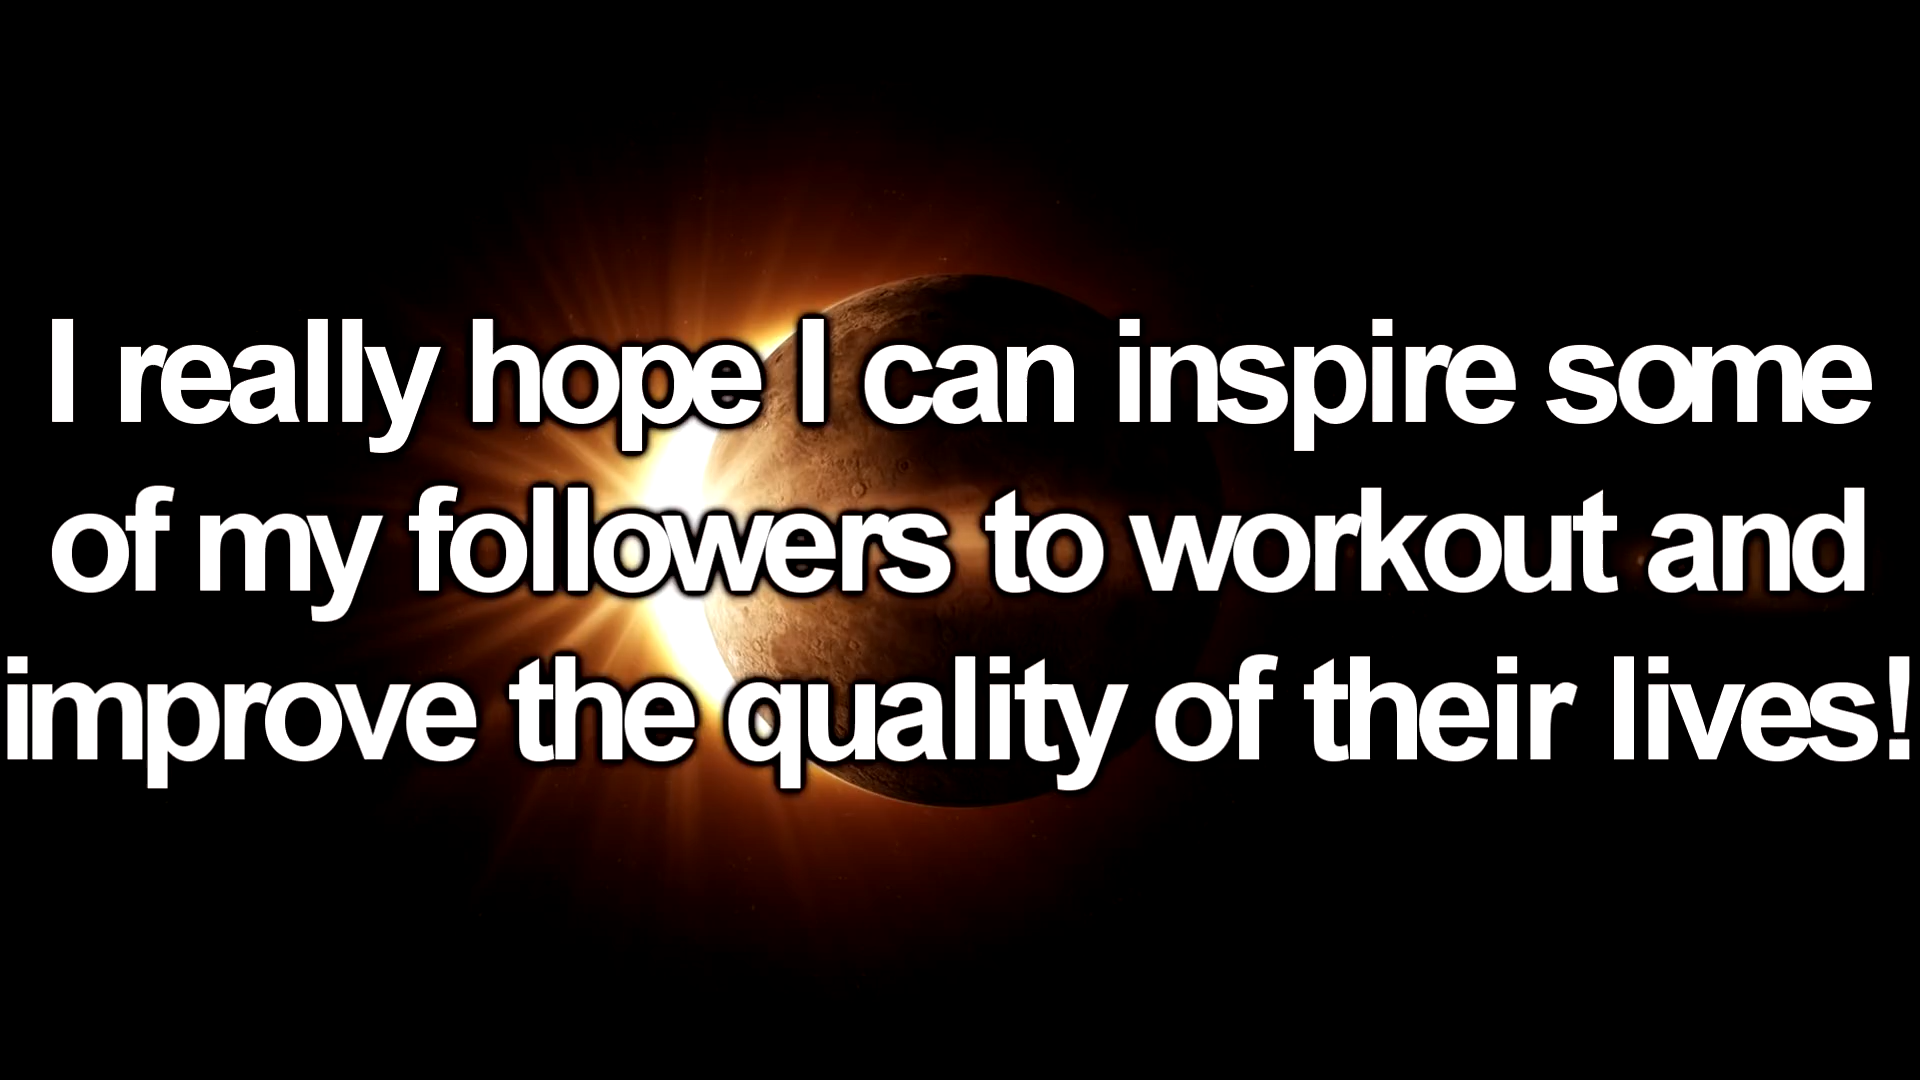 I really hope I can inspire some
of my followers to workout and
improve the quality of their lives!